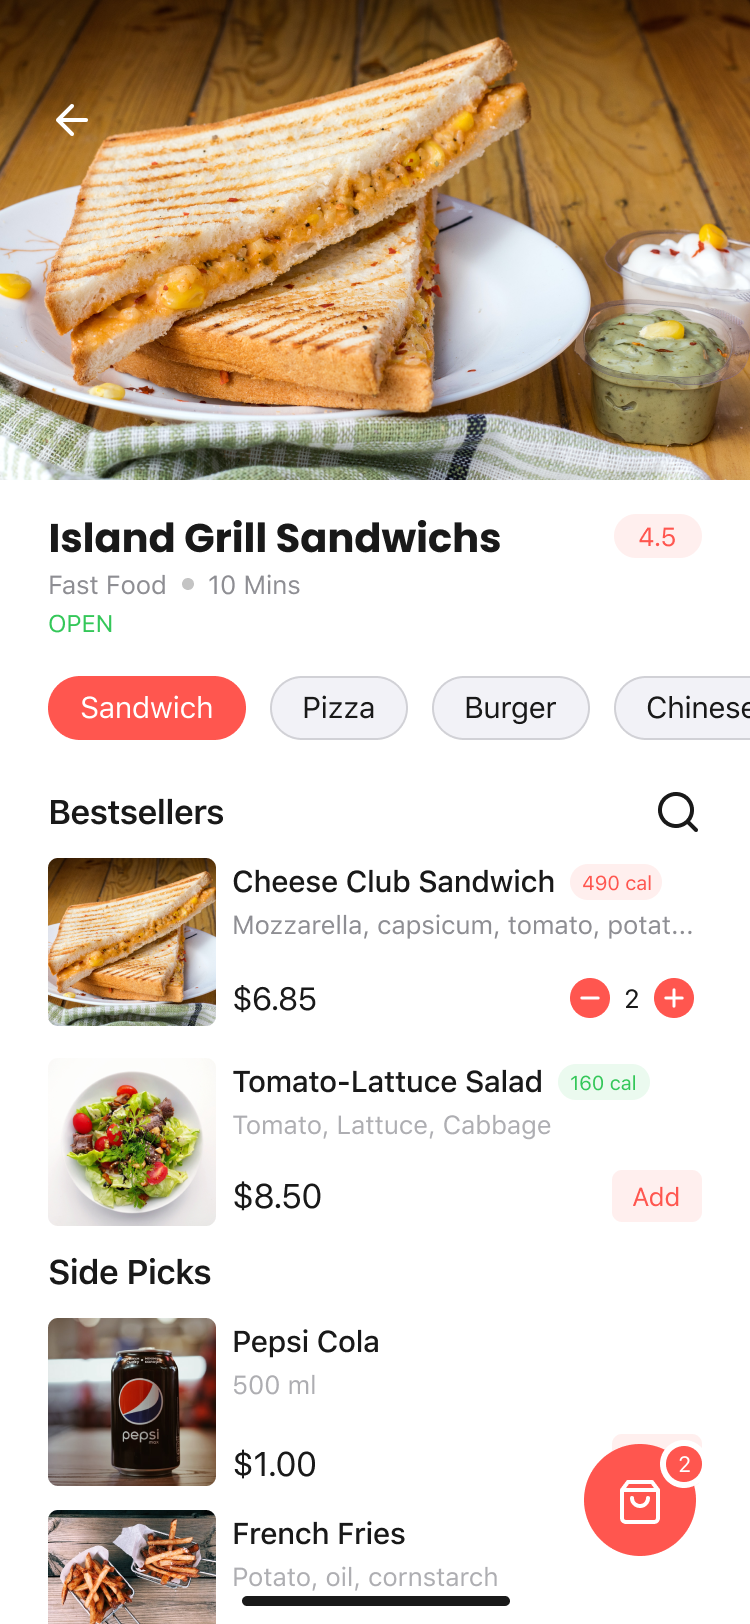 Island Grill Sandwichs
4.5
Fast Food • 10 Mins
OPEN
Sandwich
Pizza
Burger
Chinese
Bestsellers
Cheese Club Sandwich
490 cal
Mozzarella, capsicum, tomato, potat...
$6.85
2
Tomato-Lattuce Salad
160 cal
Tomato, Lattuce, Cabbage
$8.50
Add
Side Picks
Pepsi Cola
500 ml
pepsi
max
$1.00
2
French Fries
Potato, oil, cornstarch